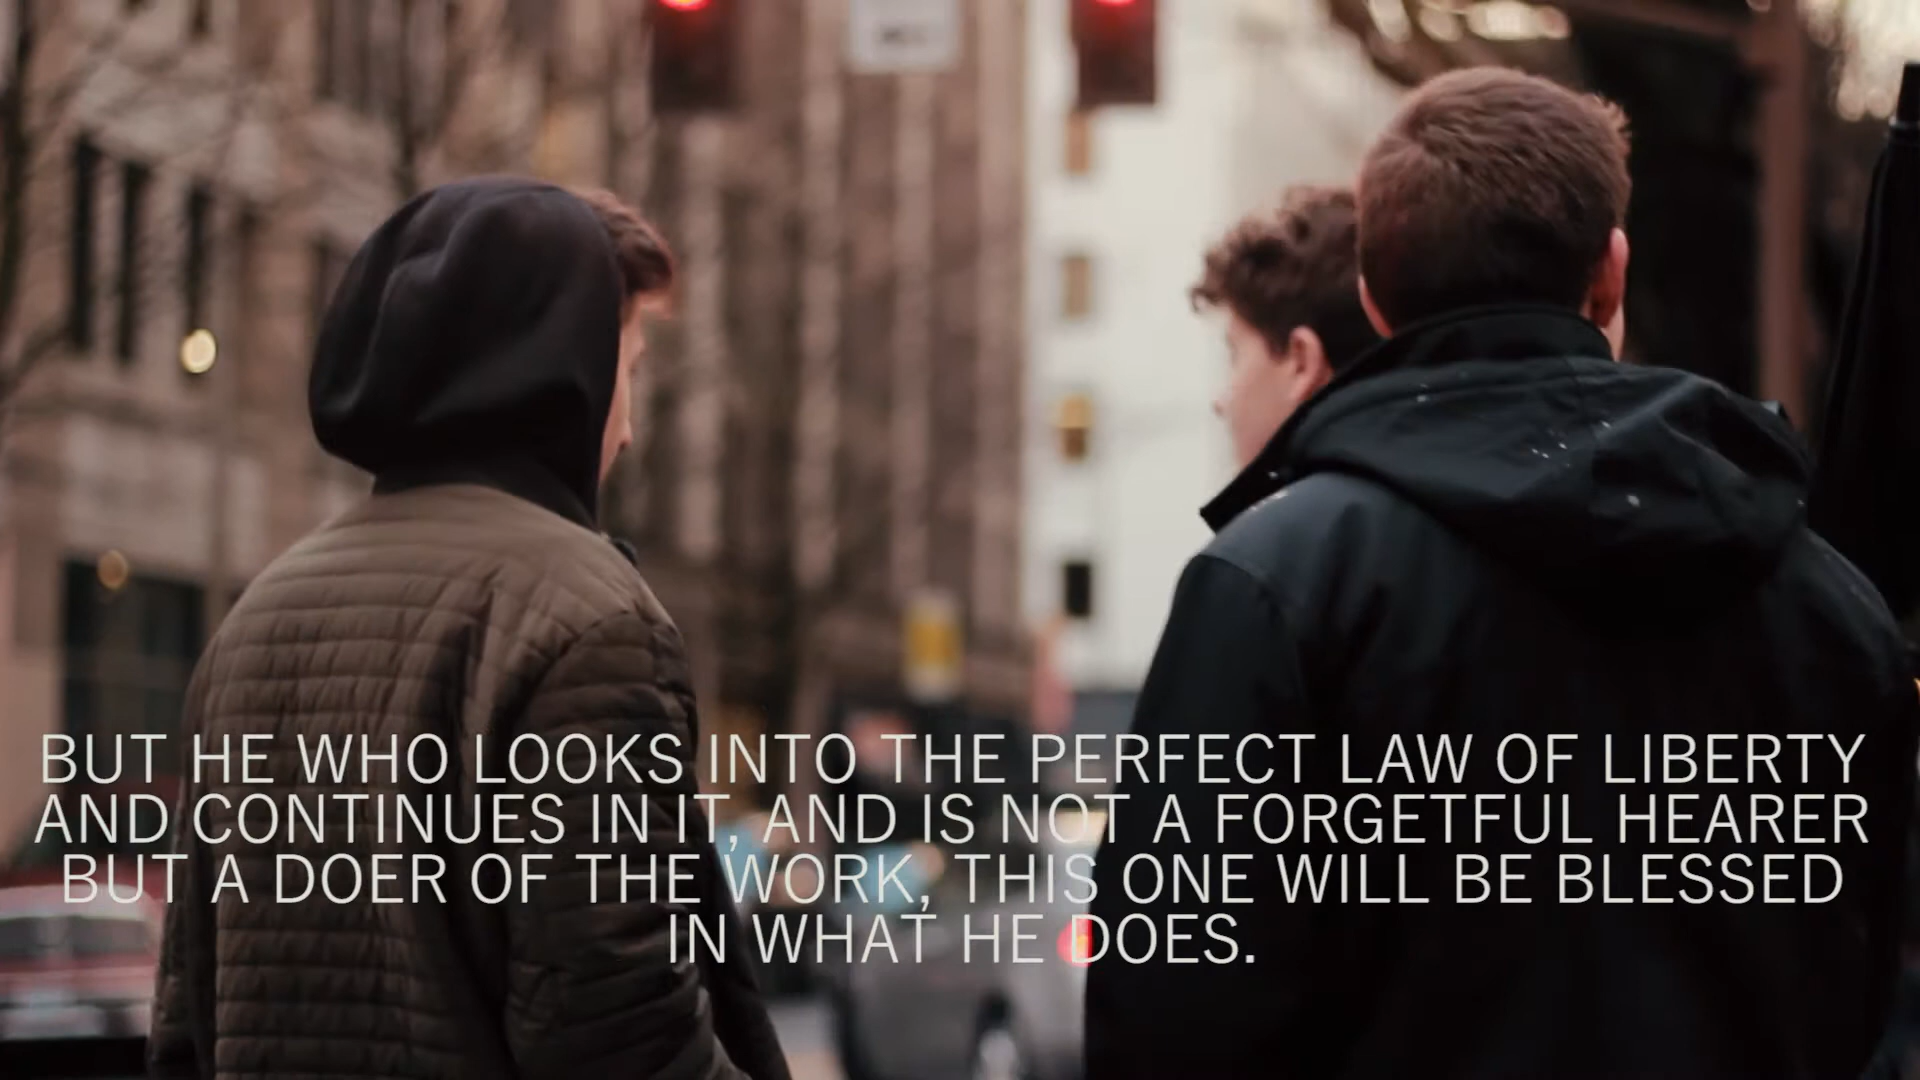 BUT HE WHO LOOKS INTO THE PERFECT LAW OF LIBERTY
AND CONTINUES IN IT, AND IS NOT A FORGETFUL HEARER
BUT A DOER OF THE WORK, THIS ONE WILL BE BLESSED
IN WHAT HE DOES.